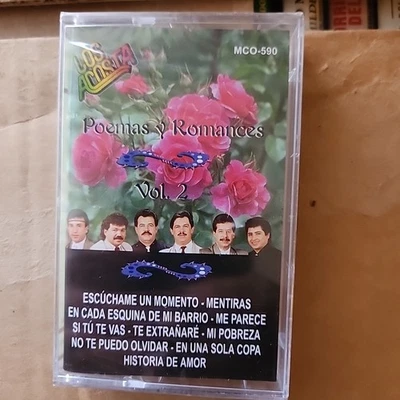 LOS ACOSTA
MCO-590
Poemas y Romances
Vol. 2
ESCÚCHAME UN MOMENTO - MENTIRAS
EN CADA ESQUINA DE MI BARRIO - ME PARECE
SI TÚ TE VAS - TE EXTRAÑARÉ - MI POBREZA
NO TE PUEDO OLVIDAR - EN UNA SOLA COPA
HISTORIA DE AMOR